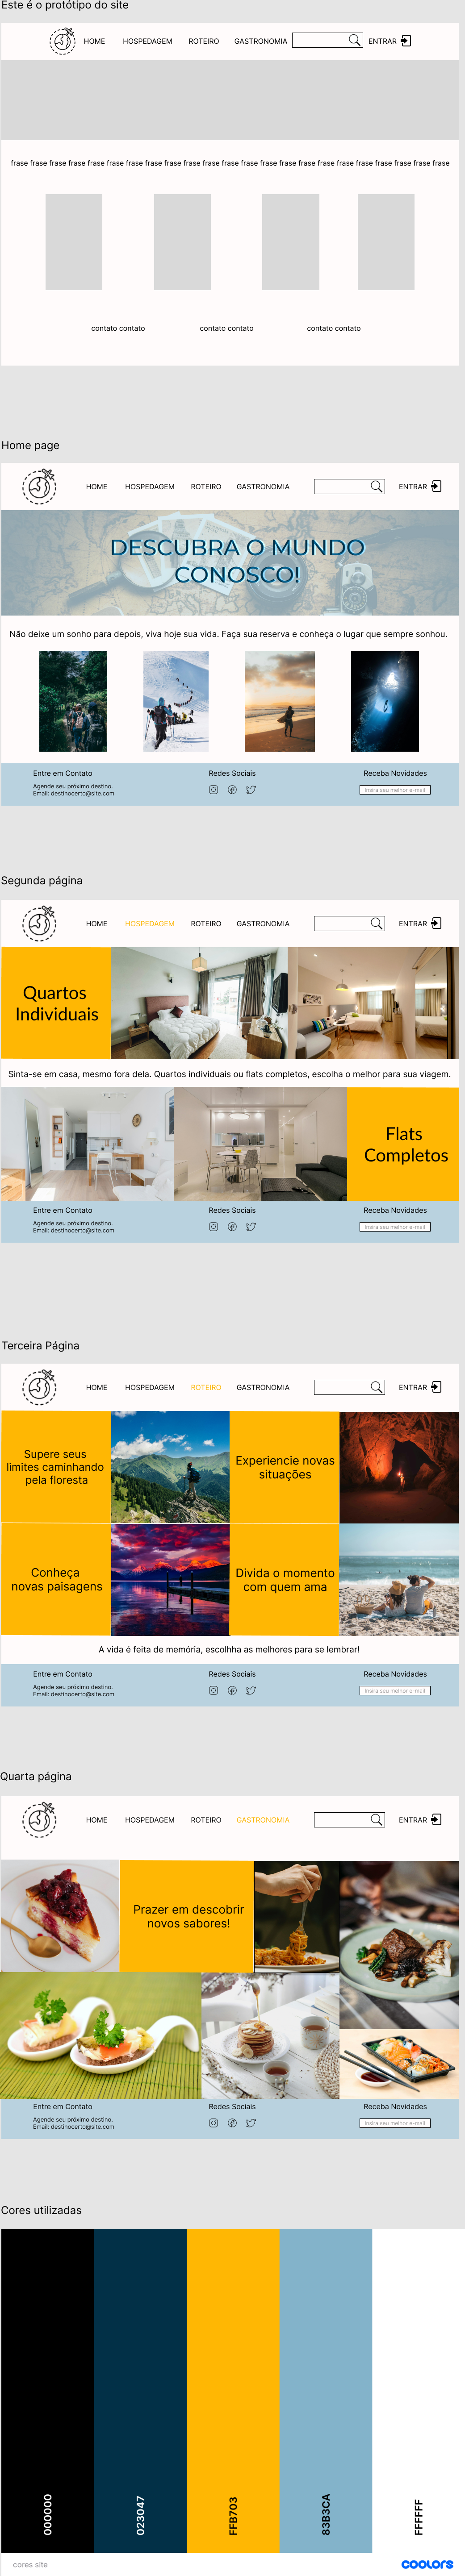 Este é o protótipo do site
HOME HOSPEDAGEM ROTEIRO GASTRONOMIA ENTRAR
frase frase frase frase frase frase frase frase frase frase frase frase frase frase frase frase frase frase frase frase frase frase frase
contato contato contato contato contato contato
Home page
HOME HOSPEDAGEM ROTEIRO GASTRONOMIA ENTRAR
DESCUBRA O MUNDO
CONOSCO!
Não deixe um sonho para depois, viva hoje sua vida. Faça sua reserva e conheça o lugar que sempre sonhou.
Entre em Contato Redes Sociais Receba Novidades
Agende seu próximo destino.
Email: destinocerto@site.com
Insira seu melhor e-mail
Segunda página
HOME HOSPEDAGEM ROTEIRO GASTRONOMIA ENTRAR
Quartos
Individuais
Sinta-se em casa, mesmo fora dela. Quartos individuais ou flats completos, escolha o melhor para sua viagem.
Flats
Completos
Entre em Contato Redes Sociais Receba Novidades
Agende seu próximo destino.
Email: destinocerto@site.com
Insira seu melhor e-mail
Terceira Página
HOME HOSPEDAGEM ROTEIRO GASTRONOMIA ENTRAR
Supere seus
limites caminhando
pela floresta
Experiencie novas
situações
Conheça
novas paisagens
Divida o momento
com quem ama
A vida é feita de memória, escolhha as melhores para se lembrar!
Entre em Contato Redes Sociais Receba Novidades
Agende seu próximo destino.
Email: destinocerto@site.com
Insira seu melhor e-mail
Quarta página
HOME HOSPEDAGEM ROTEIRO GASTRONOMIA ENTRAR
Prazer em descobrir
novos sabores!
Entre em Contato Redes Sociais Receba Novidades
Agende seu próximo destino.
Email: destinocerto@site.com
Insira seu melhor e-mail
Cores utilizadas
000000
023047
FFB703
83B3CA
FFFFFF
cores site
coolors